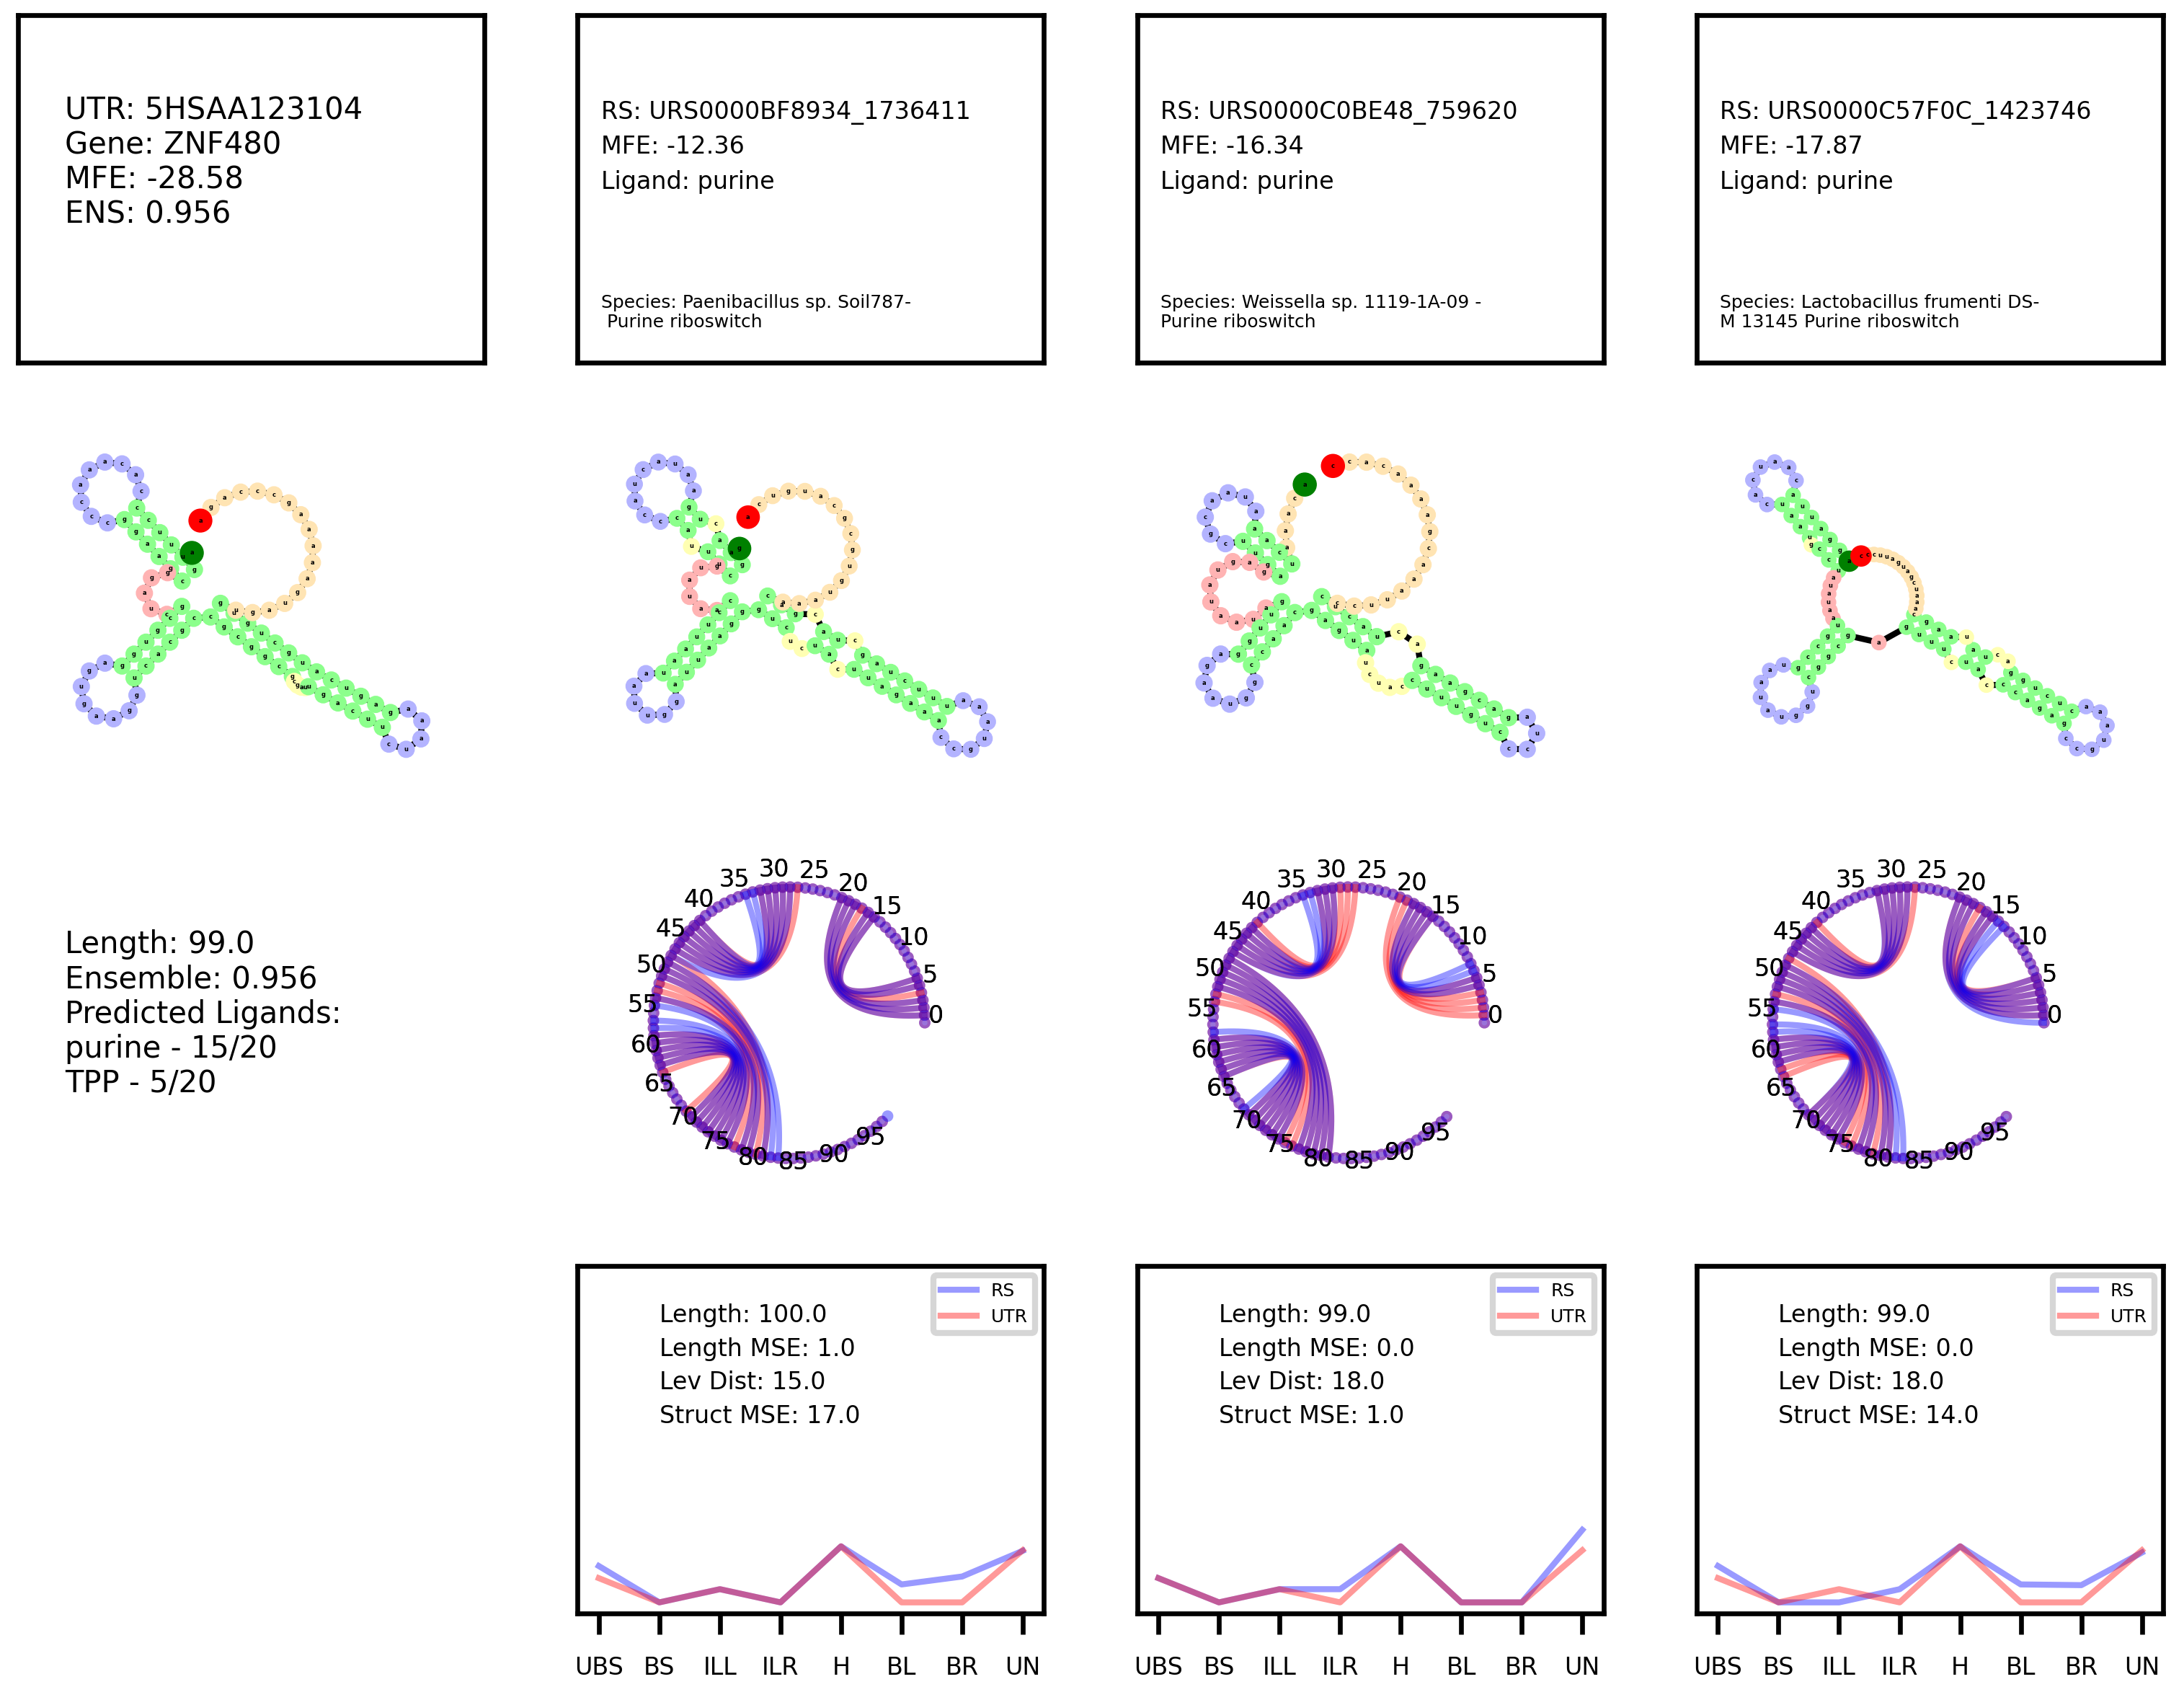 UTR: 5HSAA123104
Gene: ZNF480
MFE: -28.58
ENS: 0.956
RS: URS0000BF8934_1736411
MFE: -12.36
Ligand: purine
Species: Paenibacillus sp. Soil787-
Purine riboswitch
RS: URS0000C0BE48_759620
MFE: -16.34
Ligand: purine
Species: Weissella sp. 1119-1A-09 -
Purine riboswitch
RS: URS0000C57F0C_1423746
MFE: -17.87
Ligand: purine
Species: Lactobacillus frumenti DS-
M 13145 Purine riboswitch
Length: 99.0
Ensemble: 0.956
Predicted Ligands:
purine - 15/20
TPP - 5/20
0 5 10 15 20 25 30 35 40 45 50 55 60 65 70 75 80 85 90 95
0 5 10 15 20 25 30 35 40 45 50 55 60 65 70 75 80 85 90 95
0 5 10 15 20 25 30 35 40 45 50 55 60 65 70 75 80 85 90 95
RS
UTR
Length: 100.0
Length MSE: 1.0
Lev Dist: 15.0
Struct MSE: 17.0
UBS BS ILL ILR H BL BR UN
RS
UTR
Length: 99.0
Length MSE: 0.0
Lev Dist: 18.0
Struct MSE: 1.0
UBS BS ILL ILR H BL BR UN
RS
UTR
Length: 99.0
Length MSE: 0.0
Lev Dist: 18.0
Struct MSE: 14.0
UBS BS ILL ILR H BL BR UN